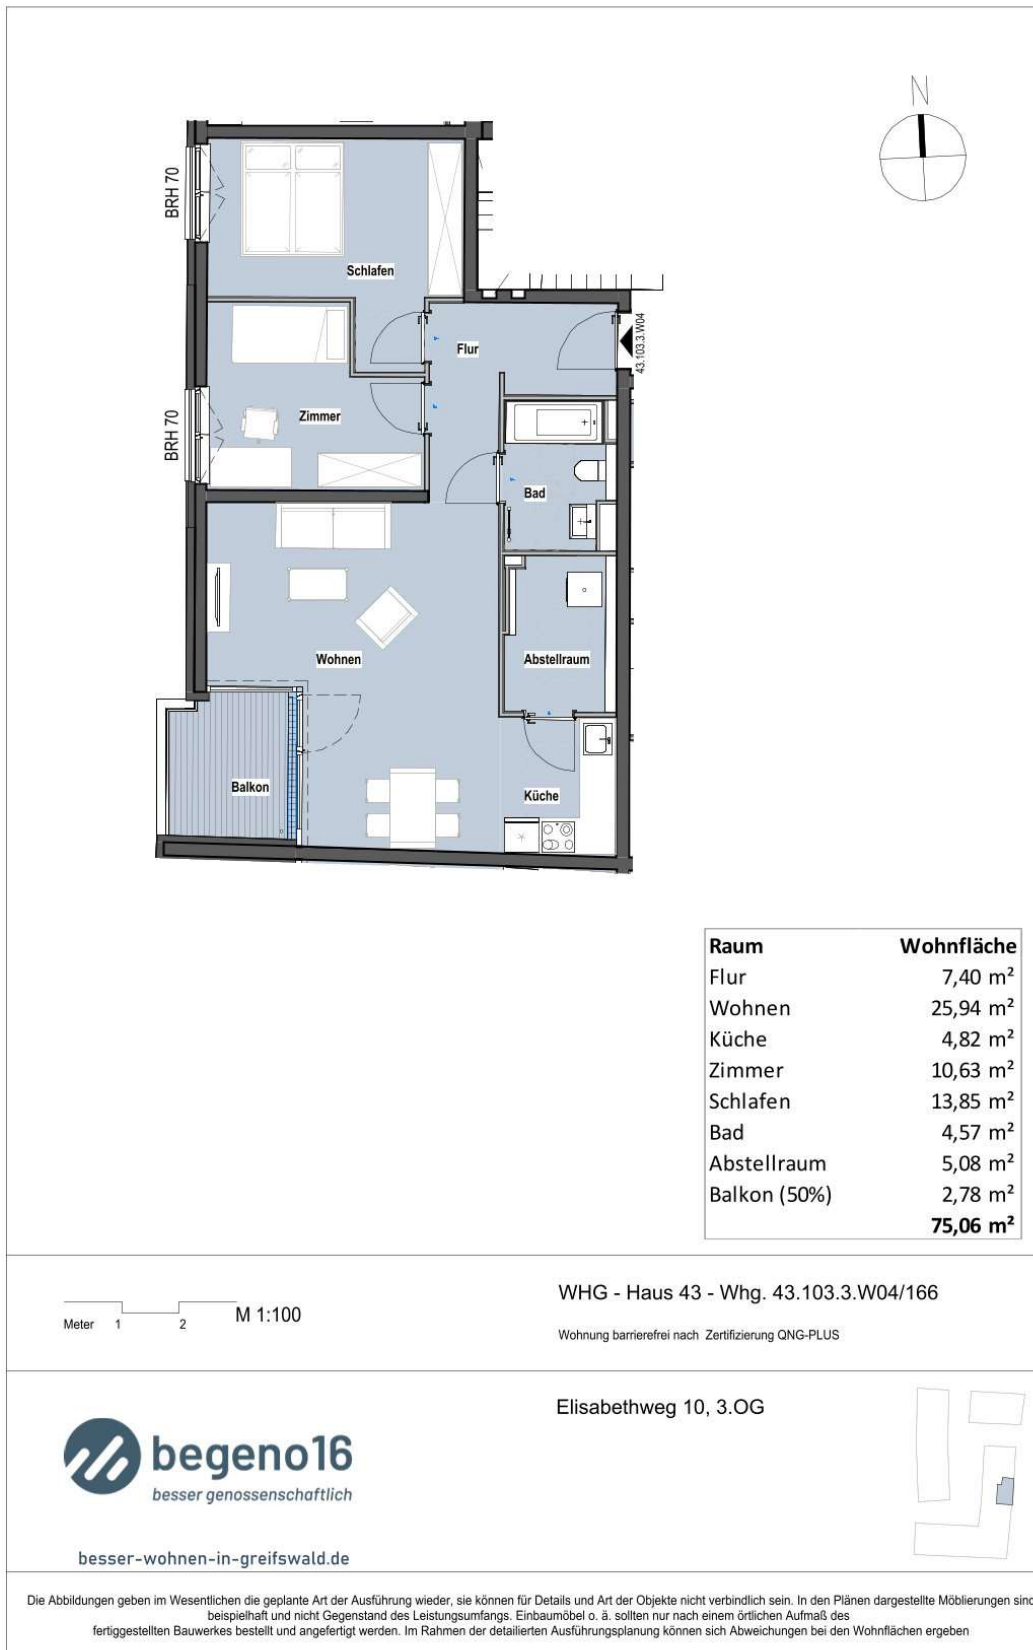 N
BRH 70
Schlafen
Flur
43.103.3.W04
Zimmer
BRH 70
Bad
Wohnen
Abstellraum
Balkon
Küche
Raum Wohnfläche
Flur 7,40 m²
Wohnen 25,94 m²
Küche 4,82 m²
Zimmer 10,63 m²
Schlafen 13,85 m²
Bad 4,57 m²
Abstellraum 5,08 m²
Balkon (50%) 2,78 m²
75,06 m²
Meter 1 2 M 1:100
WHG - Haus 43 - Whg. 43.103.3.W04/166
Wohnung barrierefrei nach Zertifizierung QNG-PLUS
Elisabethweg 10, 3.OG
begeno16
besser genossenschaftlich
besser-wohnen-in-greifswald.de
Die Abbildungen geben im Wesentlichen die geplante Art der Ausführung wieder, sie können für Details und Art der Objekte nicht verbindlich sein. In den Plänen dargestellte Möblierungen sind
beispielhaft und nicht Gegenstand des Leistungsumfangs. Einbaumöbel o. ä. sollten nur nach einem örtlichen Aufmaß des
fertiggestellten Bauwerkes bestellt und angefertigt werden. Im Rahmen der detailierten Ausführungsplanung können sich Abweichungen bei den Wohnflächen ergeben